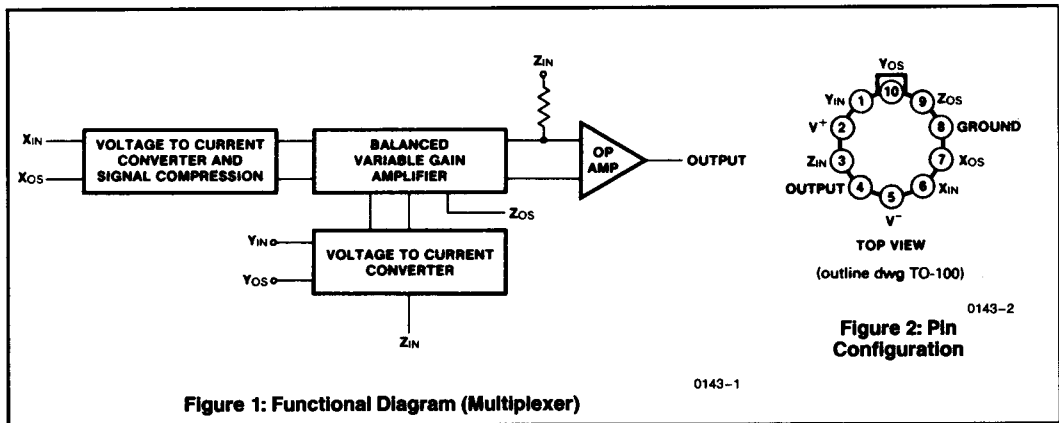 ZIN
XIN
XOS
VOLTAGE TO CURRENT
CONVERTER AND
SIGNAL COMPRESSION
BALANCED
VARIABLE GAIN
AMPLIFIER
OP
AMP
OUTPUT
ZOS
YIN
YOS
VOLTAGE TO CURRENT
CONVERTER
ZIN
0143-1
Figure 1: Functional Diagram (Multiplexer)
YOS
YIN 1 10 9 ZOS
V+ 2 8 GROUND
ZIN 3 7 XOS
OUTPUT 4 5 6 XIN
V-
TOP VIEW
(outline dwg TO-100)
0143-2
Figure 2: Pin
Configuration